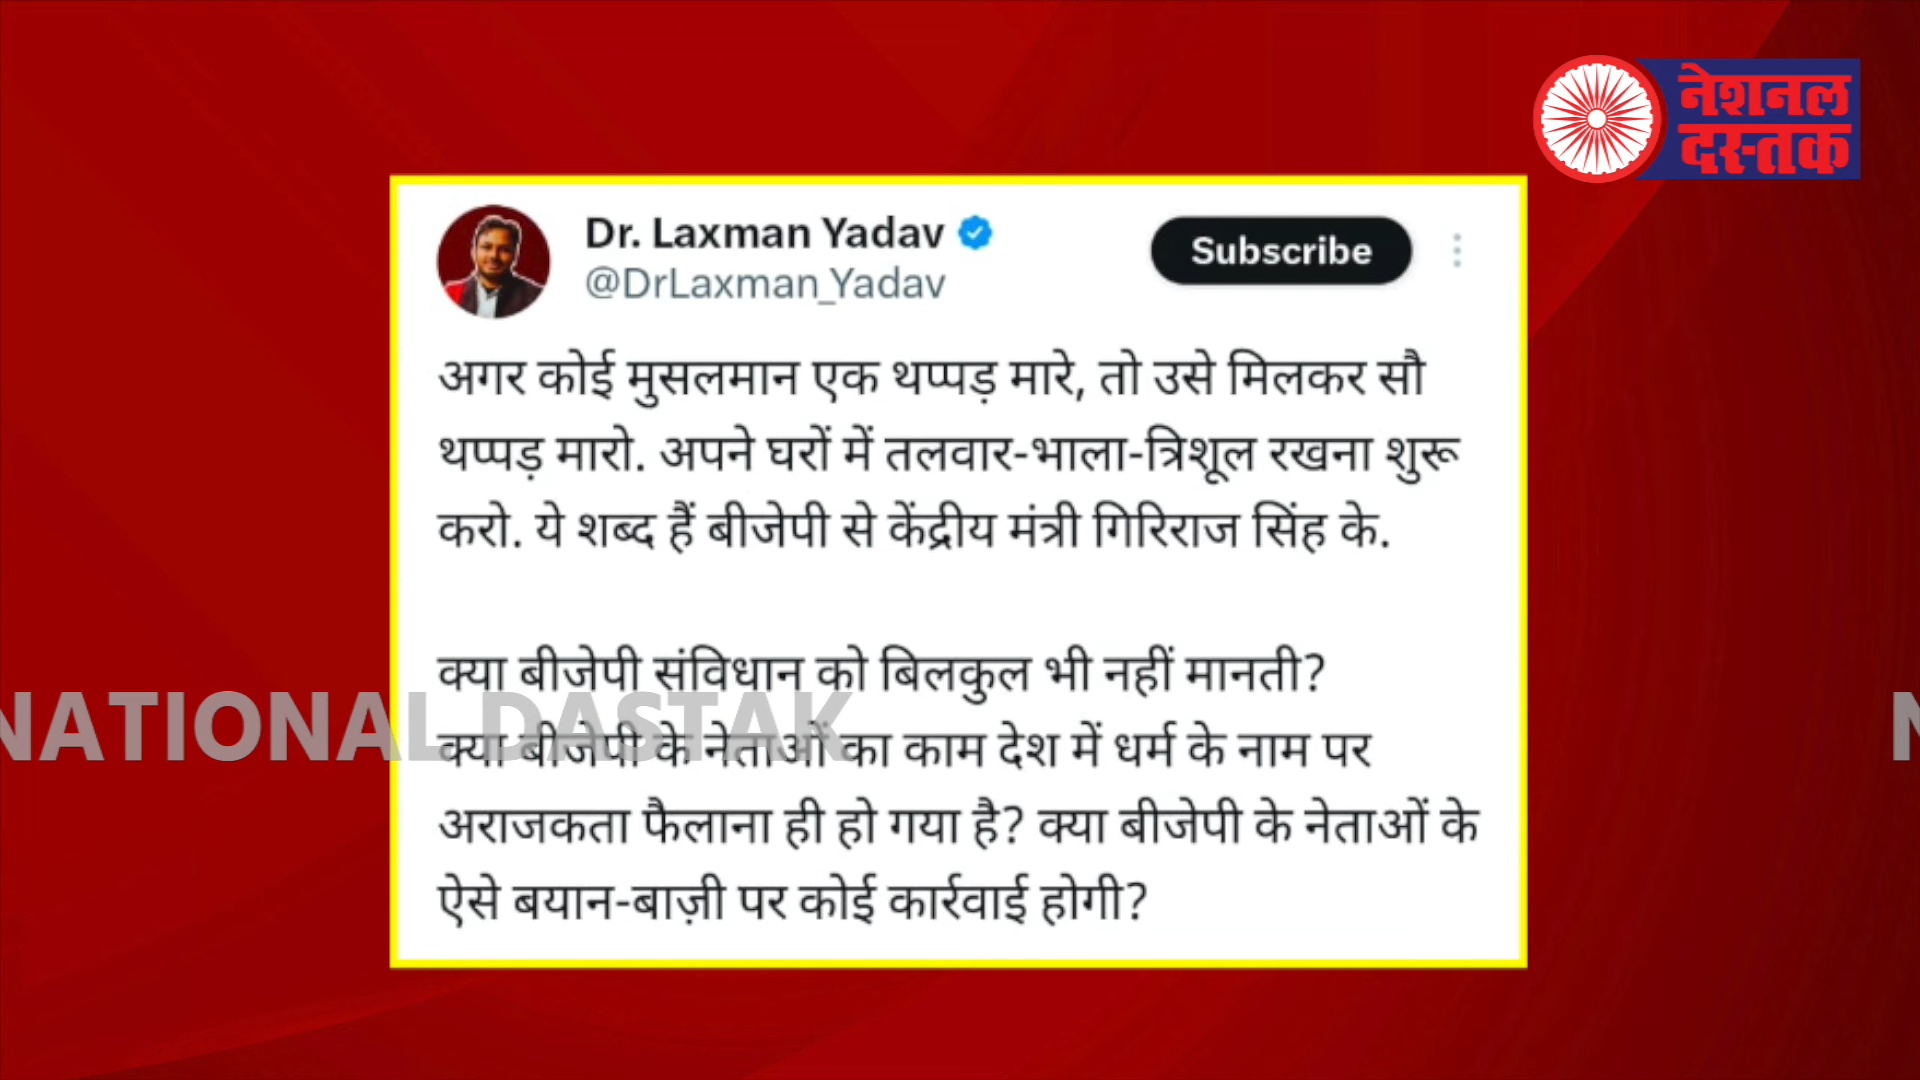 नेशनल
दस्तक
Dr. Laxman Yadav
@DrLaxman_Yadav
Subscribe
अगर कोई मुसलमान एक थप्पड़ मारे, तो उसे मिलकर सौ
थप्पड़ मारो. अपने घरों में तलवार-भाला-त्रिशूल रखना शुरू
करो. ये शब्द हैं बीजेपी से केंद्रीय मंत्री गिरिराज सिंह के.
क्या बीजेपी संविधान को बिलकुल भी नहीं मानती?
क्या बीजेपी के नेताओं का काम देश में धर्म के नाम पर
अराजकता फैलाना ही हो गया है? क्या बीजेपी के नेताओं के
ऐसे बयान-बाज़ी पर कोई कार्रवाई होगी?
NATIONAL DASTAK
N